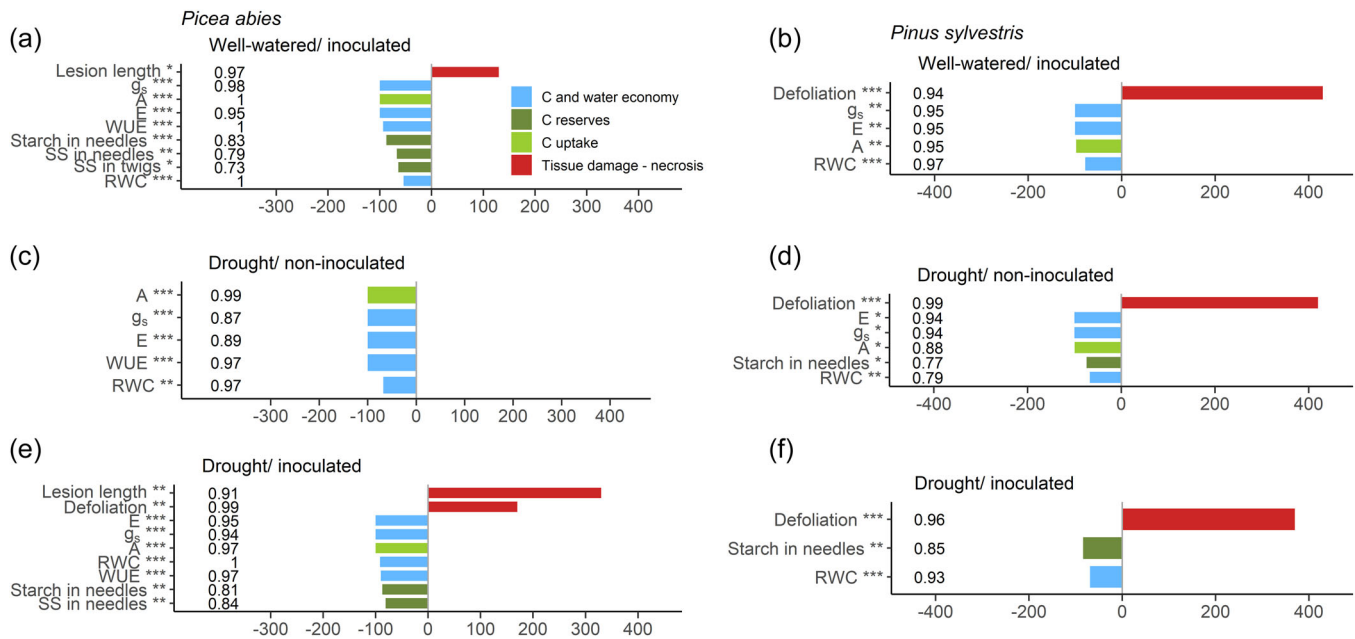 Picea abies
(a)
Well-watered/ inoculated
Lesion length * 0.97
gs *** 0.98
A *** 1
E *** 0.95
WUE *** 1
Starch in needles *** 0.83
SS in needles ** 0.79
SS in twigs * 0.73
RWC *** 1
-300 -200 -100 0 100 200 300 400
C and water economy
C reserves
C uptake
Tissue damage - necrosis
Pinus sylvestris
(b)
Well-watered/ inoculated
Defoliation *** 0.94
gs ** 0.95
E ** 0.95
A ** 0.95
RWC *** 0.97
-400 -200 0 200 400
(c)
Drought/ non-inoculated
A *** 0.99
gs *** 0.87
E *** 0.89
WUE *** 0.97
RWC ** 0.97
-300 -200 -100 0 100 200 300 400
(d)
Drought/ non-inoculated
Defoliation *** 0.99
E * 0.94
gs * 0.94
A * 0.88
Starch in needles * 0.77
RWC ** 0.79
-400 -200 0 200 400
(e)
Drought/ inoculated
Lesion length ** 0.91
Defoliation ** 0.99
E *** 0.95
gs *** 0.94
A *** 0.97
RWC *** 1
WUE *** 0.97
Starch in needles ** 0.81
SS in needles ** 0.84
-300 -200 -100 0 100 200 300 400
(f)
Drought/ inoculated
Defoliation *** 0.96
Starch in needles ** 0.85
RWC *** 0.93
-400 -200 0 200 400